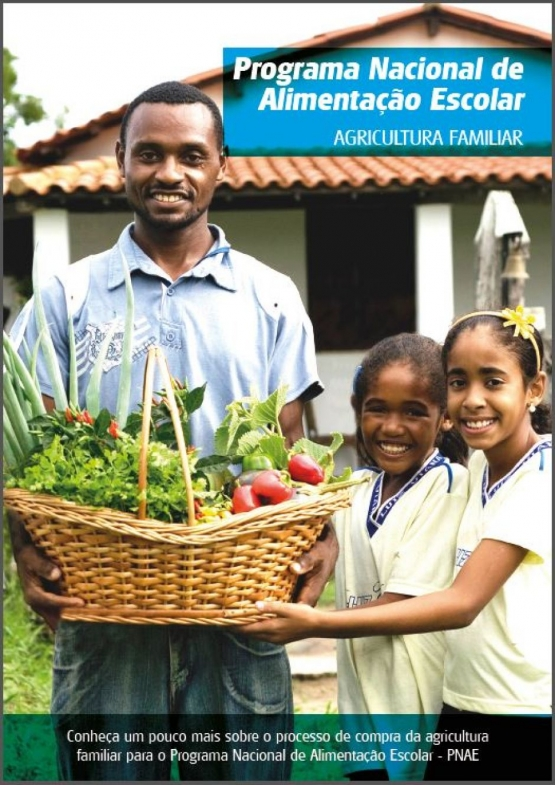 Programa Nacional de
Alimentação Escolar
AGRICULTURA FAMILIAR
Conheça um pouco mais sobre o processo de compra da agricultura
familiar para o Programa Nacional de Alimentação Escolar - PNAE